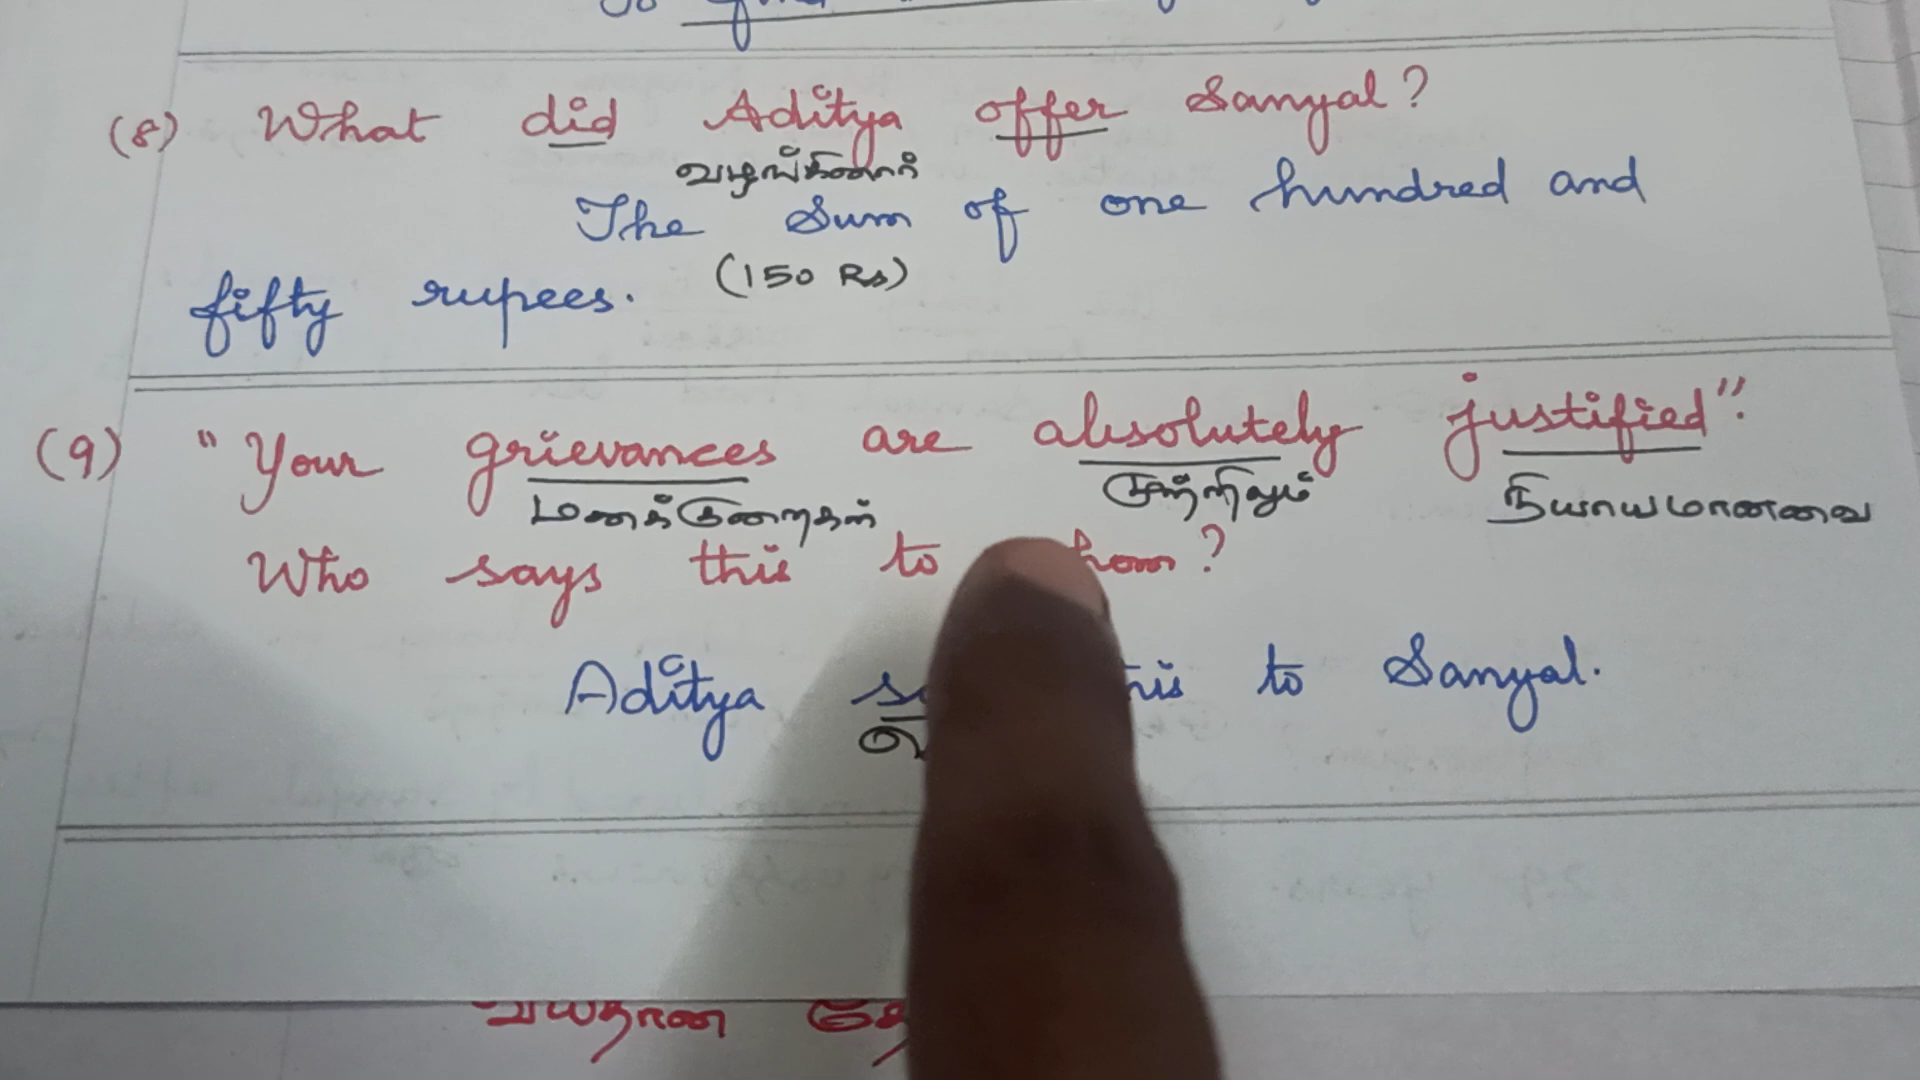 (8) What did Aditya offer Sanyal?
வழங்கினார்
The Sum of one hundred and
(150 Rs)
fifty rupees.
(9) "Your grievances are absolutely justified".
மனக்குறைகள் முற்றிலும் நியாயமானவை
Who says this to ?
Aditya to Sanyal.
வயதான